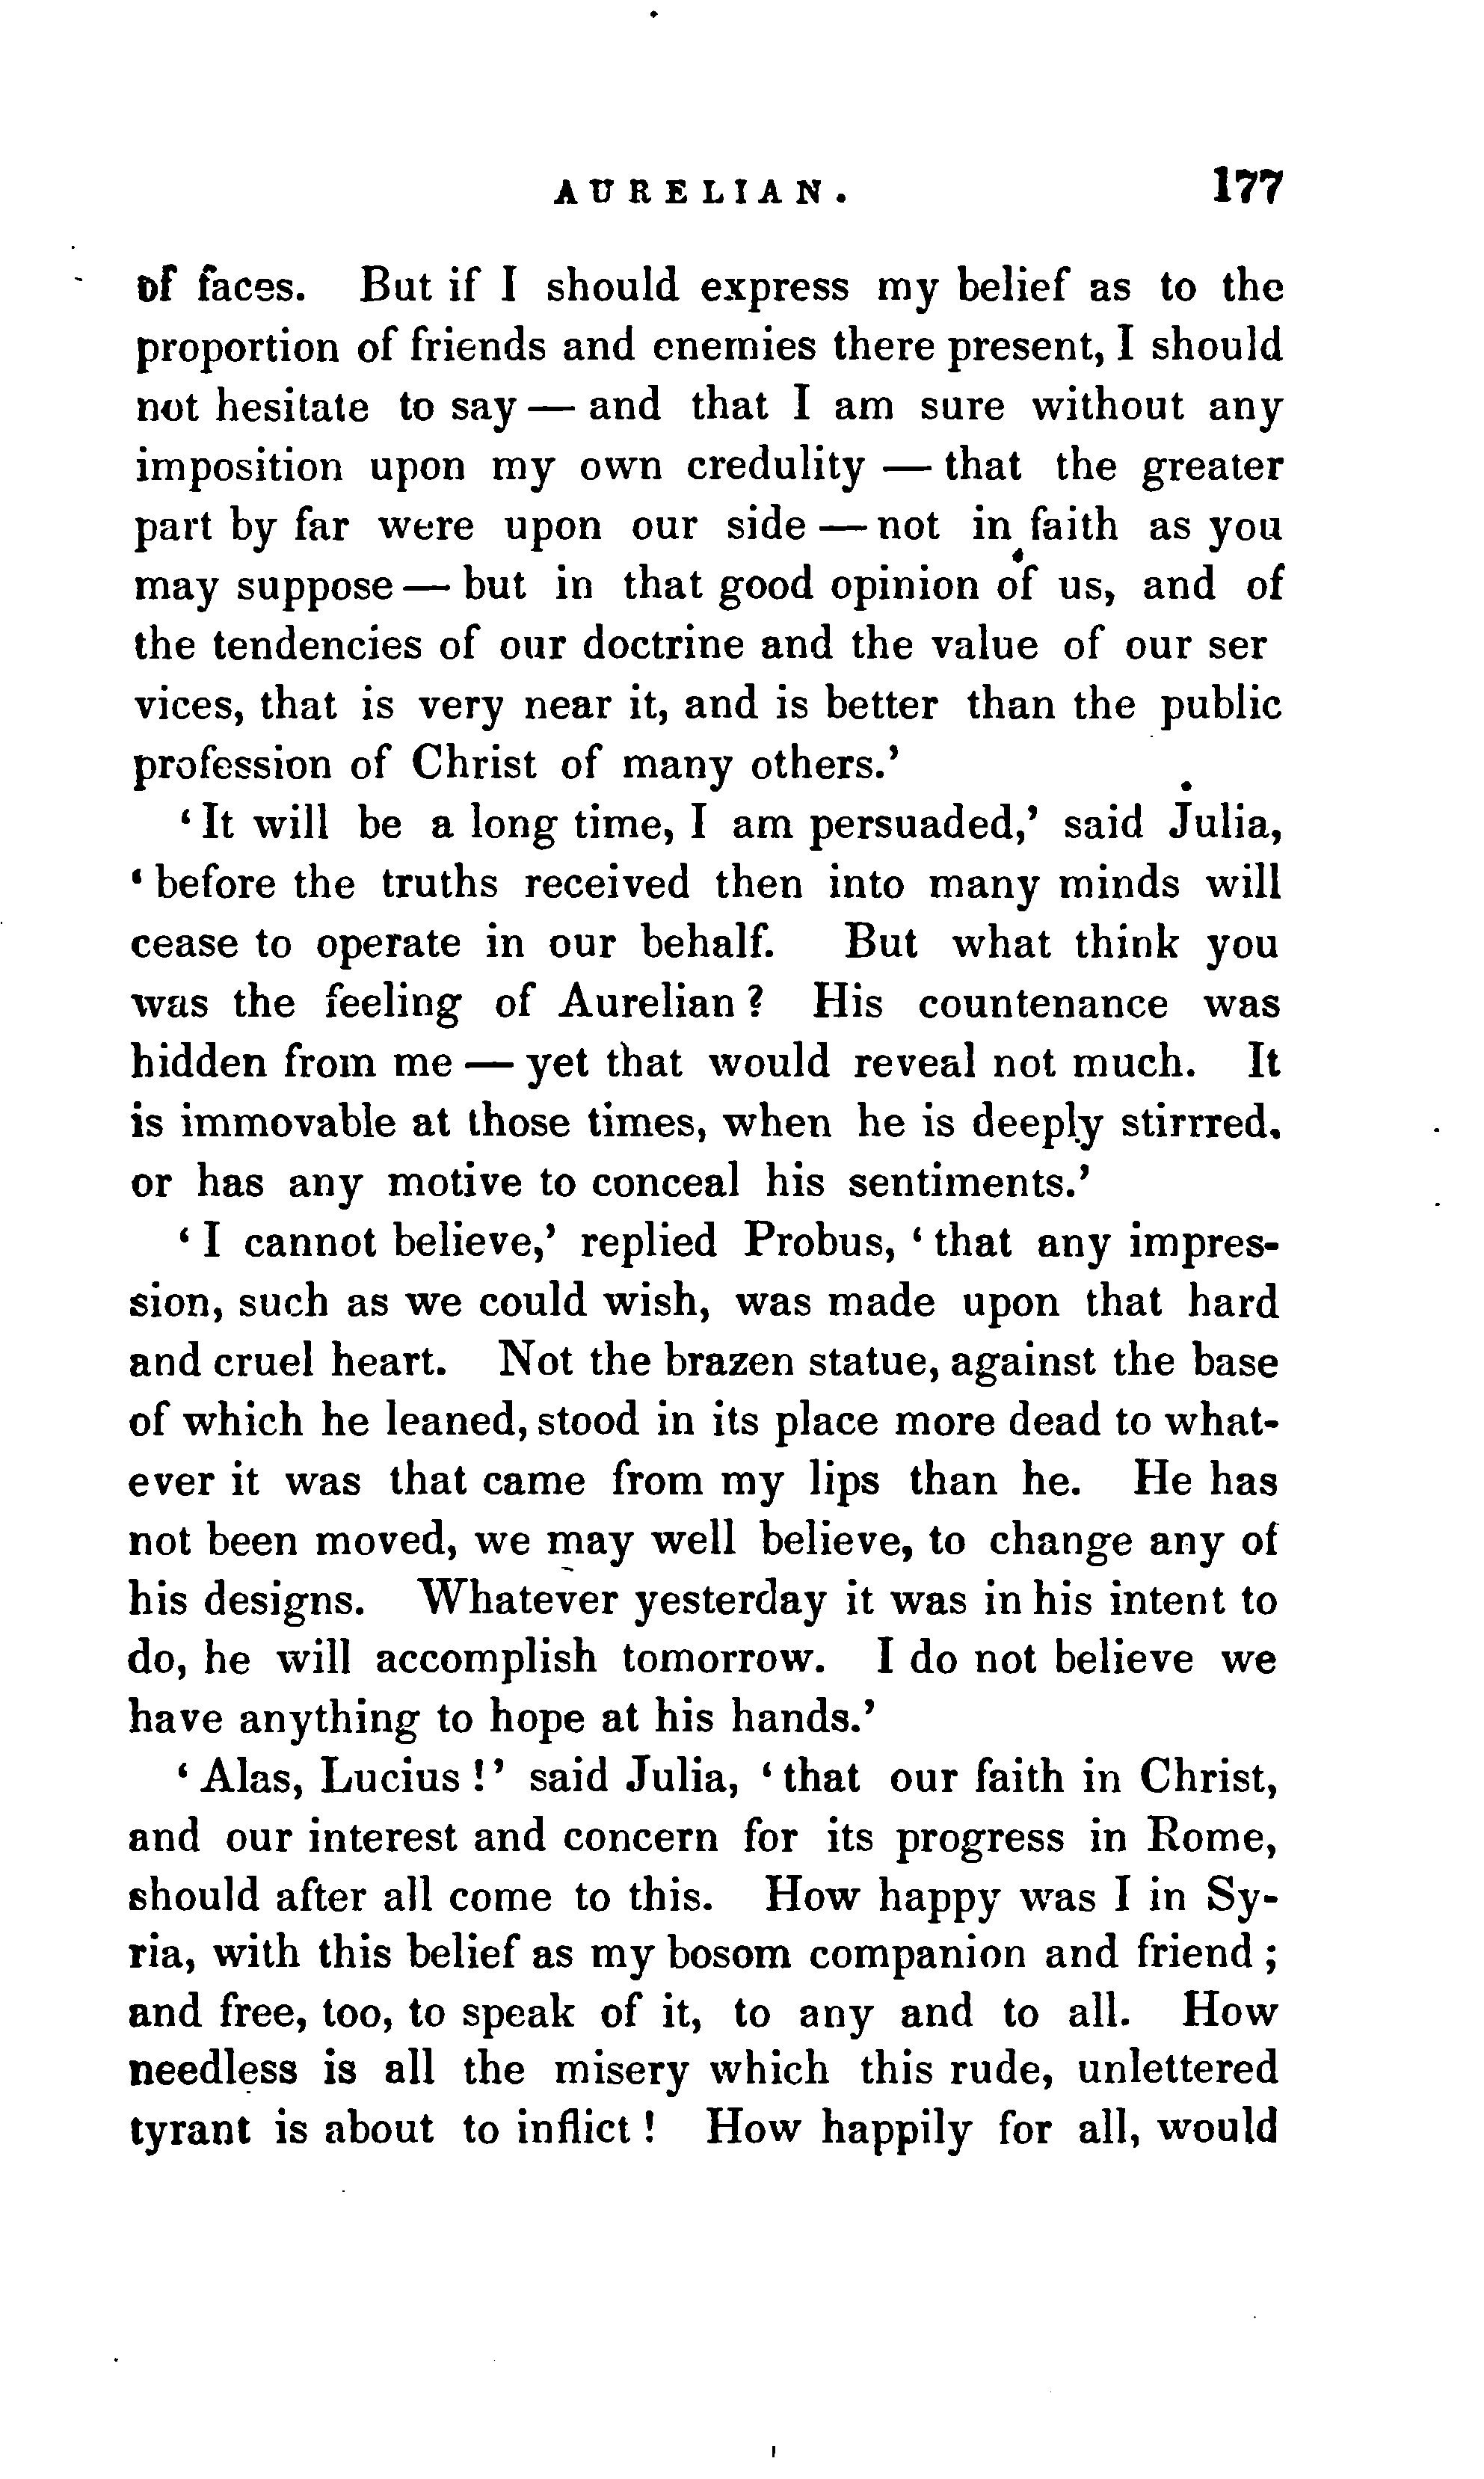 AURELIAN. 177
of faces. But if I should express my belief as to the
proportion of friends and enemies there present, I should
not hesitate to say — and that I am sure without any
imposition upon my own credulity — that the greater
part by far were upon our side — not in faith as you
may suppose — but in that good opinion of us, and of
the tendencies of our doctrine and the value of our ser
vices, that is very near it, and is better than the public
profession of Christ of many others.’
‘ It will be a long time, I am persuaded,’ said Julia,
‘ before the truths received then into many minds will
cease to operate in our behalf. But what think you
was the feeling of Aurelian ? His countenance was
hidden from me — yet that would reveal not much. It
is immovable at those times, when he is deeply stirrred,
or has any motive to conceal his sentiments.’
‘ I cannot believe,’ replied Probus, ‘ that any impres-
sion, such as we could wish, was made upon that hard
and cruel heart. Not the brazen statue, against the base
of which he leaned, stood in its place more dead to what-
ever it was that came from my lips than he. He has
not been moved, we may well believe, to change any of
his designs. Whatever yesterday it was in his intent to
do, he will accomplish tomorrow. I do not believe we
have anything to hope at his hands.’
‘ Alas, Lucius !’ said Julia, ‘ that our faith in Christ,
and our interest and concern for its progress in Rome,
should after all come to this. How happy was I in Sy-
ria, with this belief as my bosom companion and friend ;
and free, too, to speak of it, to any and to all. How
needless is all the misery which this rude, unlettered
tyrant is about to inflict ! How happily for all, would